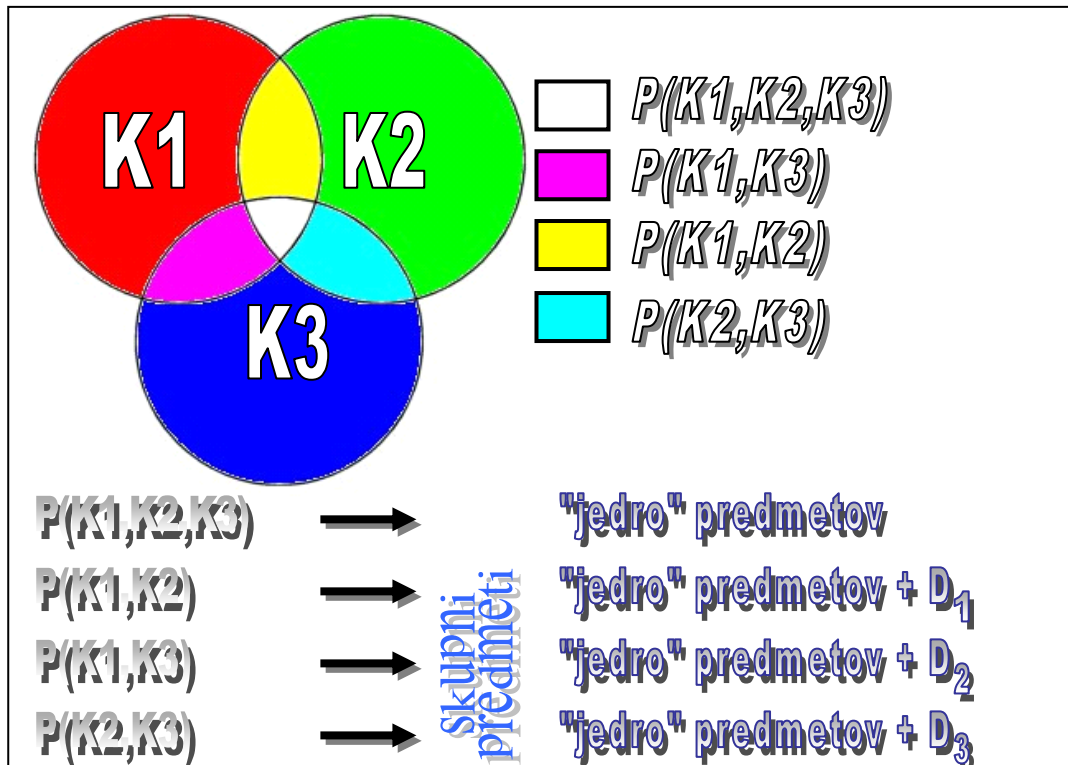 K1
K2
K3
P(K1,K2,K3)
P(K1,K3)
P(K1,K2)
P(K2,K3)
P(K1,K2,K3)
"jedro" predmetov
P(K1,K2)
"jedro" predmetov + D1
P(K1,K3)
"jedro" predmetov + D2
P(K2,K3)
"jedro" predmetov + D3
Skupni
predmeti